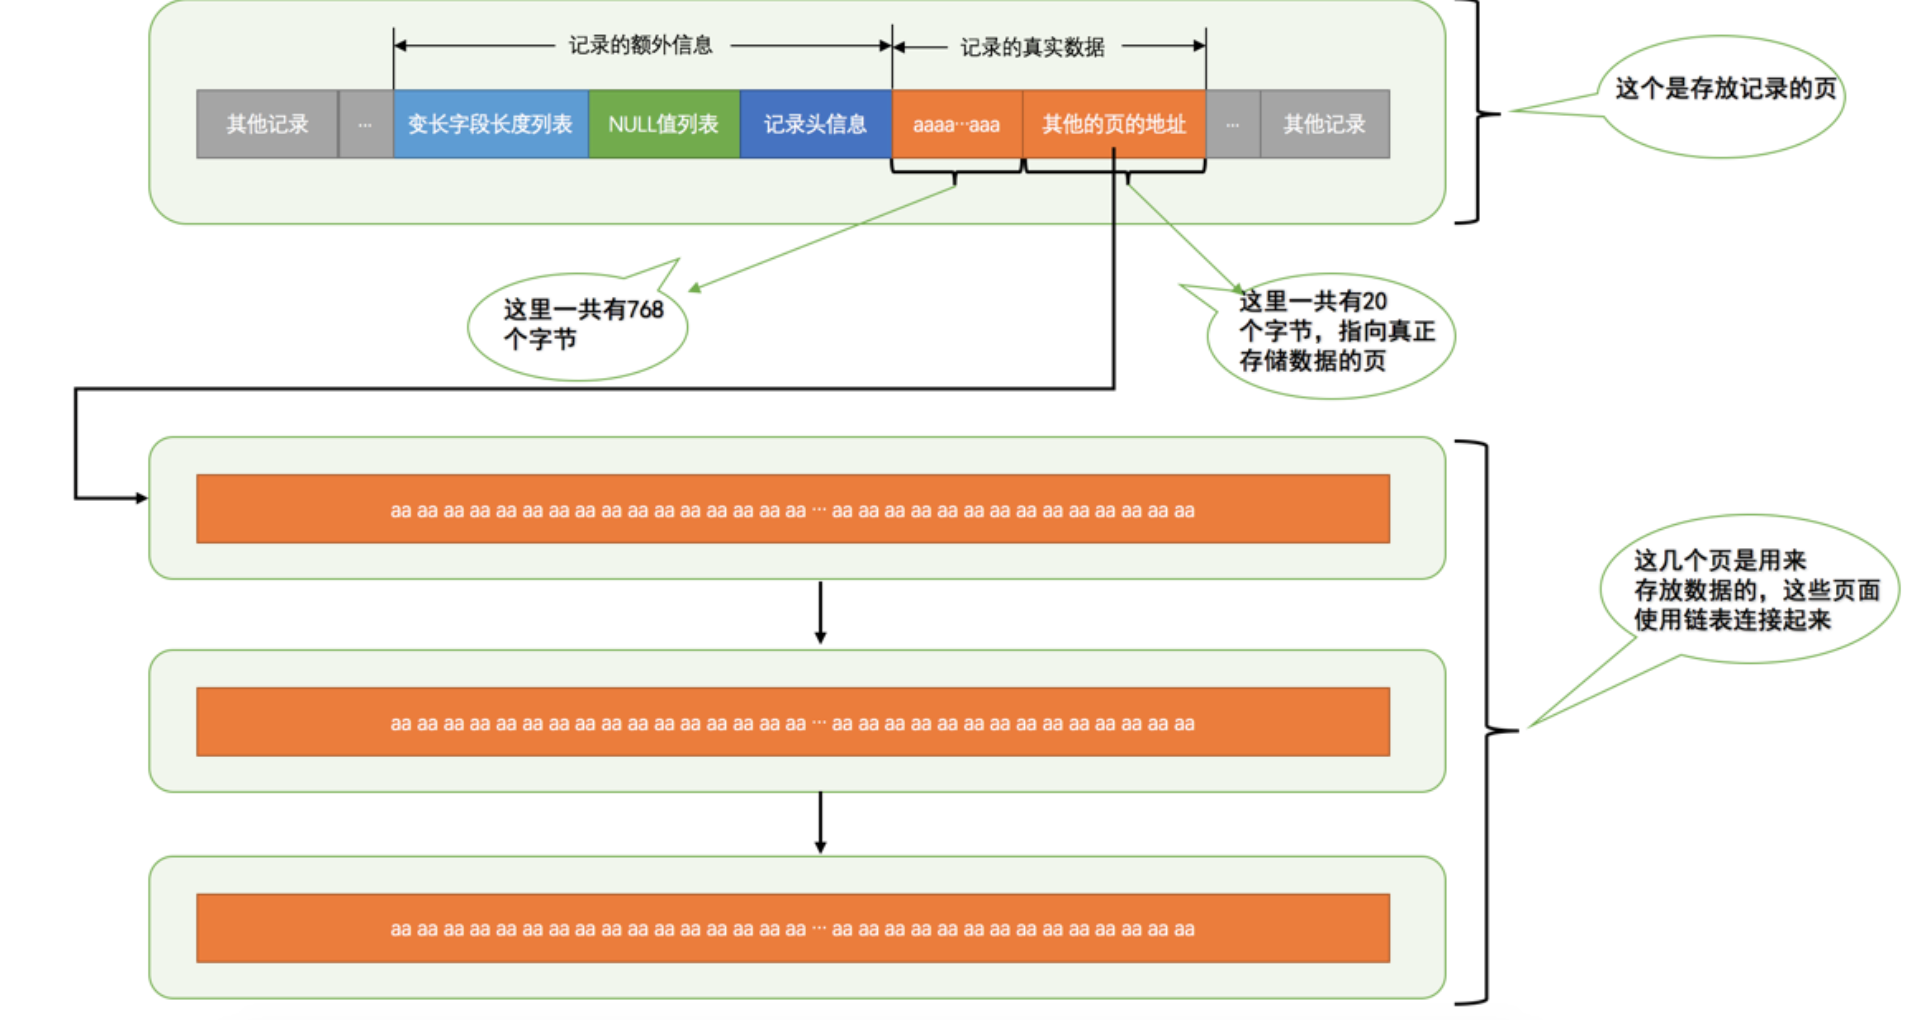 记录的额外信息
记录的真实数据
其他记录
...
变长字段长度列表
NULL值列表
记录头信息
aaaa...aaa
其他的页的地址
...
其他记录
这个是存放记录的页
这里一共有768
个字节
这里一共有20
个字节，指向真正
存储数据的页
aa aa aa aa aa aa aa aa aa aa aa aa aa aa aa aa ... aa aa aa aa aa aa aa aa aa aa aa aa aa aa
这几个页是用来
存放数据的，这些页面
使用链表连接起来
aa aa aa aa aa aa aa aa aa aa aa aa aa aa aa aa ... aa aa aa aa aa aa aa aa aa aa aa aa aa aa
aa aa aa aa aa aa aa aa aa aa aa aa aa aa aa aa ... aa aa aa aa aa aa aa aa aa aa aa aa aa aa